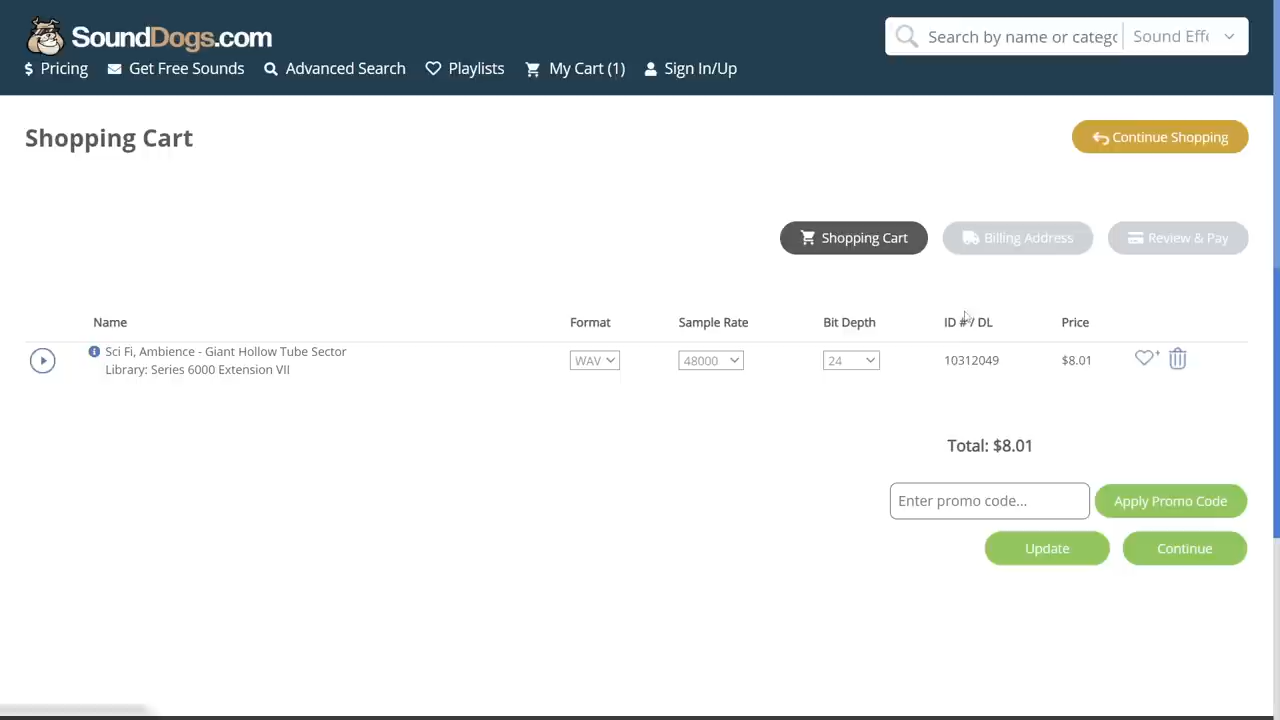 SoundDogs.com
Search by name or catego
Sound Effe
$ Pricing Get Free Sounds Advanced Search Playlists My Cart (1) Sign In/Up
Shopping Cart
Continue Shopping
Shopping Cart Billing Address Review & Pay
Name Format Sample Rate Bit Depth ID # / DL Price
Sci Fi, Ambience - Giant Hollow Tube Sector
Library: Series 6000 Extension VII
WAV 48000 24 10312049 $8.01
Total: $8.01
Enter promo code... Apply Promo Code
Update Continue